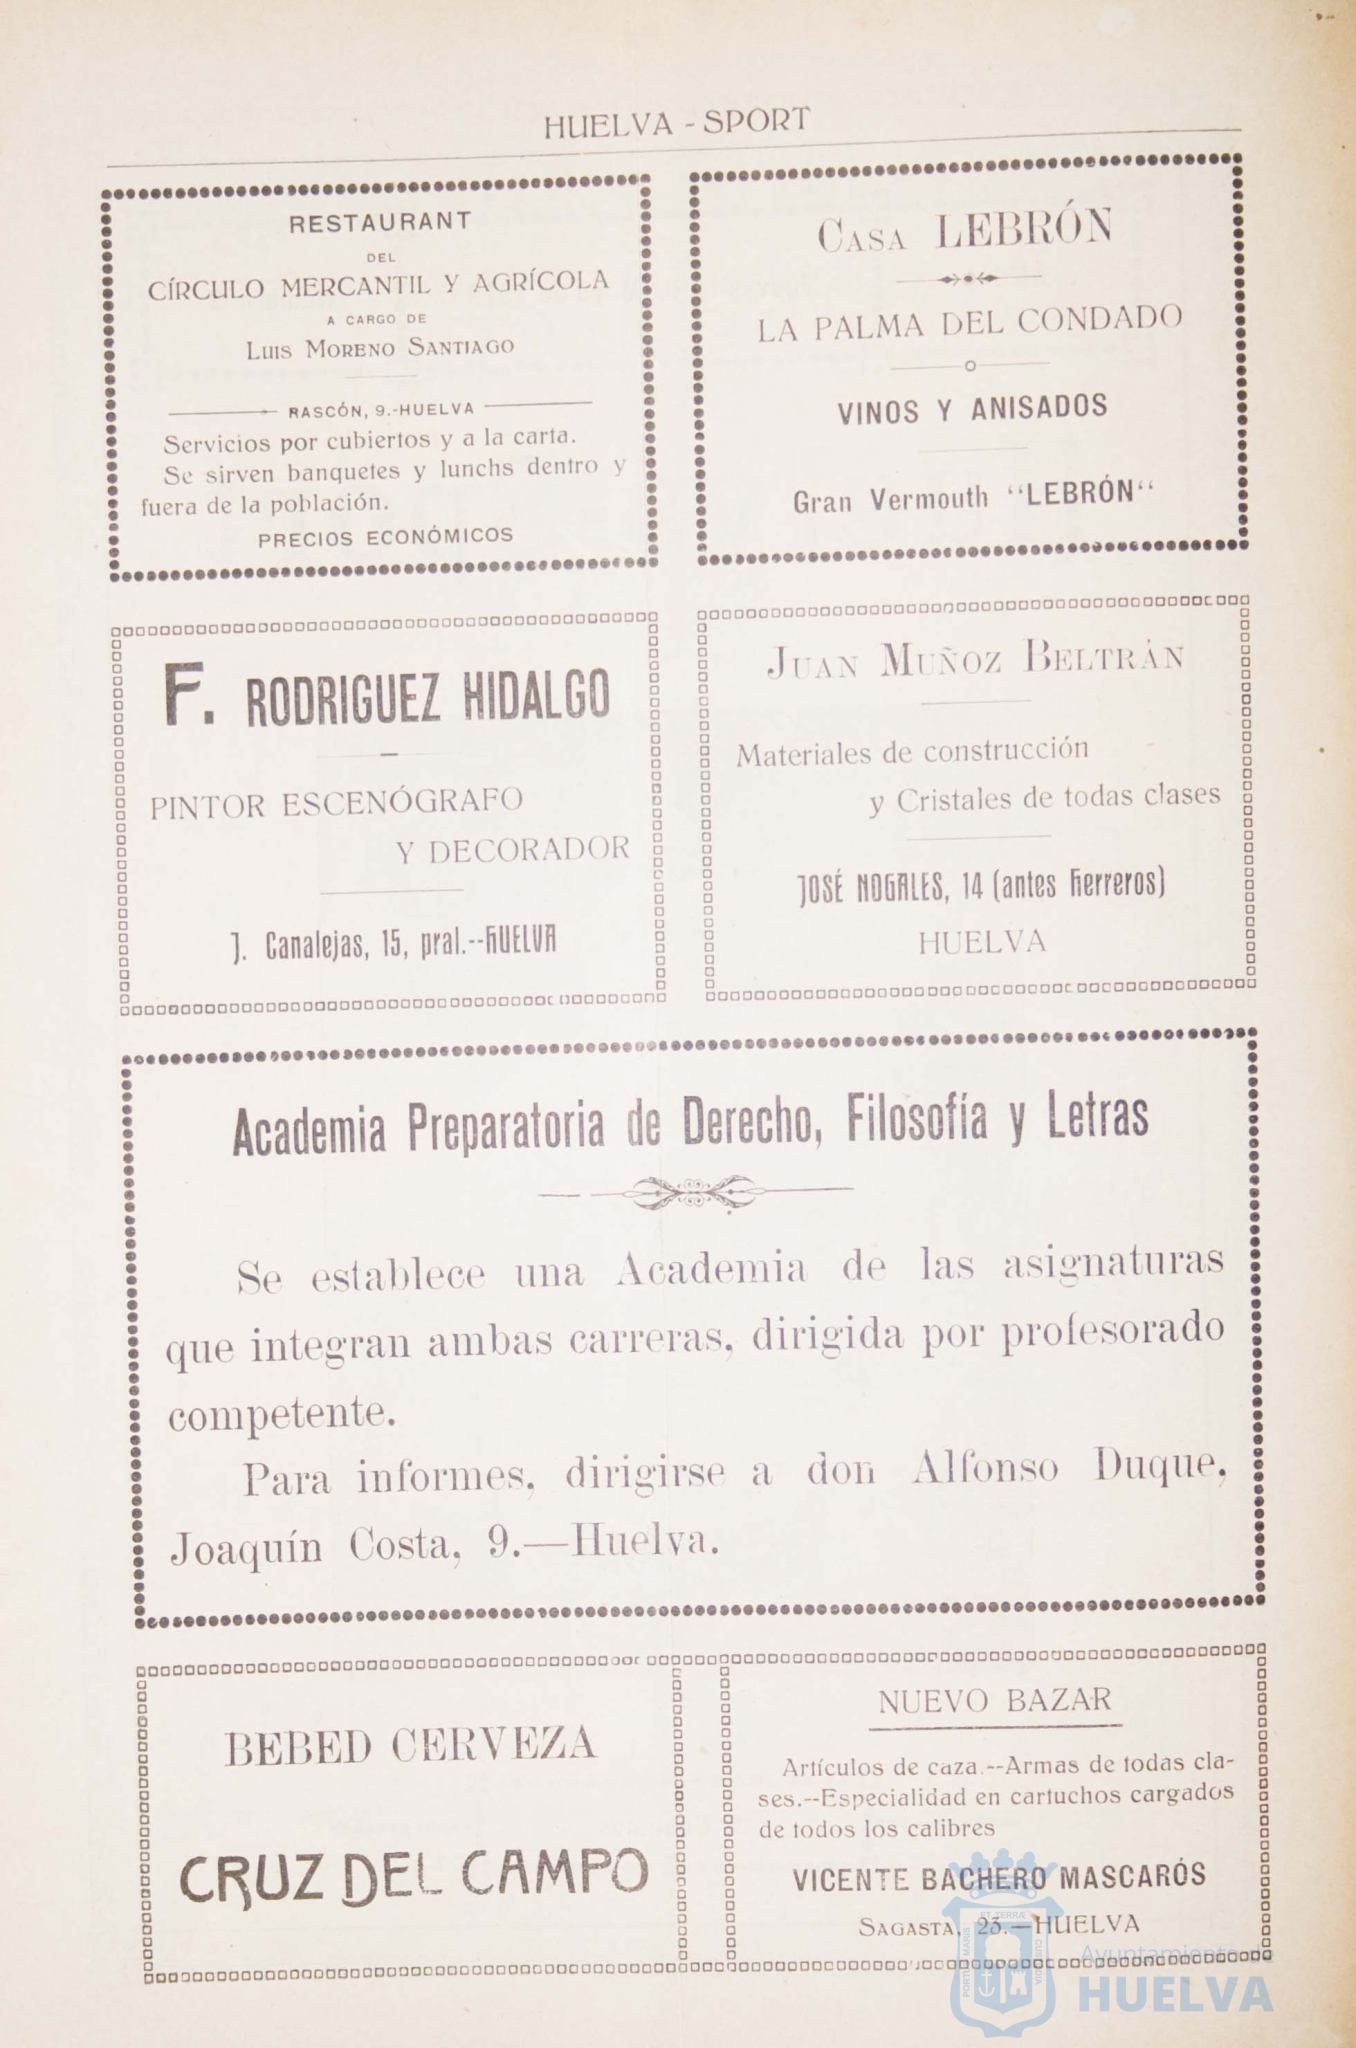 HUELVA - SPORT
RESTAURANT
DEL
CÍRCULO MERCANTIL Y AGRÍCOLA
A CARGO DE
LUIS MORENO SANTIAGO
RASCÓN, 9.-HUELVA
Servicios por cubiertos y a la carta.
Se sirven banquetes y lunchs dentro y
fuera de la población.
PRECIOS ECONÓMICOS
CASA LEBRÓN
LA PALMA DEL CONDADO
VINOS Y ANISADOS
Gran Vermouth "LEBRÓN"
F. RODRIGUEZ HIDALGO
PINTOR ESCENÓGRAFO
Y DECORADOR
J. Canalejas, 15, pral.--HUELVA
JUAN MUÑOZ BELTRÁN
Materiales de construcción
y Cristales de todas clases
JOSÉ NOGALES, 14 (antes Herreros)
HUELVA
Academia Preparatoria de Derecho, Filosofía y Letras
Se establece una Academia de las asignaturas
que integran ambas carreras, dirigida por profesorado
competente.
Para informes, dirigirse a don Alfonso Duque,
Joaquín Costa, 9.—Huelva.
BEBED CERVEZA
CRUZ DEL CAMPO
NUEVO BAZAR
Artículos de caza.--Armas de todas cla-
ses.--Especialidad en cartuchos cargados
de todos los calibres
VICENTE BACHERO MASCARÓS
SAGASTA, 23.—HUELVA
PORTUS MARIS
ET TERRÆ
CUSTODIA
Ayuntamiento de
HUELVA